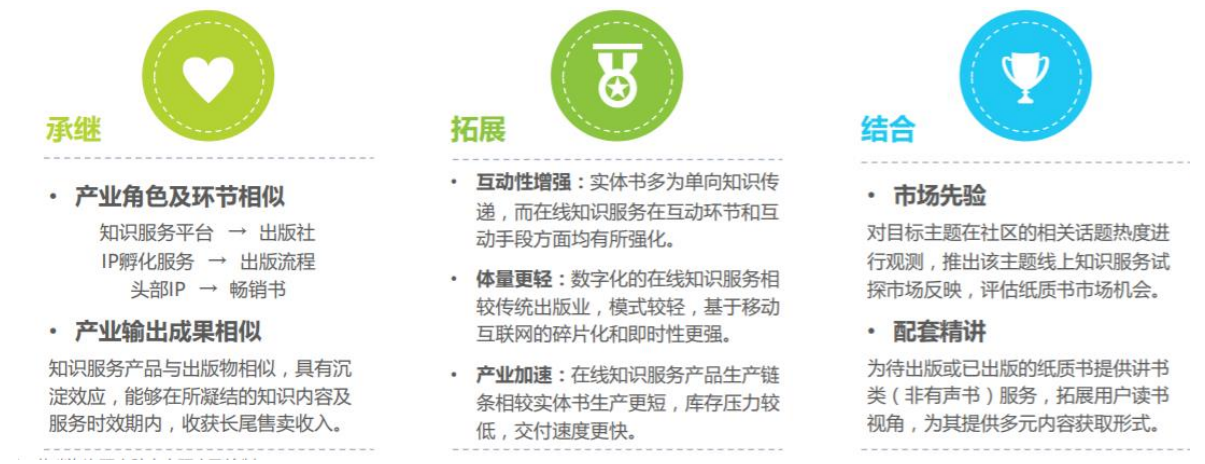 承继
• 产业角色及环节相似
知识服务平台 → 出版社
IP孵化服务 → 出版流程
头部IP → 畅销书
• 产业输出成果相似
知识服务产品与出版物相似，具有沉
淀效应，能够在所凝结的知识内容及
服务时效期内，收获长尾售卖收入。
拓展
• 互动性增强：实体书多为单向知识传
递，而在线知识服务在互动环节和互
动手段方面均有所强化。
• 体量更轻：数字化的在线知识服务相
较传统出版业，模式较轻，基于移动
互联网的碎片化和即时性更强。
• 产业加速：在线知识服务产品生产链
条相较实体书生产更短，库存压力较
低，交付速度更快。
结合
• 市场先验
对目标主题在社区的相关话题热度进
行观测，推出该主题线上知识服务试
探市场反映，评估纸质书市场机会。
• 配套精讲
为待出版或已出版的纸质书提供讲书
类（非有声书）服务，拓展用户读书
视角，为其提供多元内容获取形式。